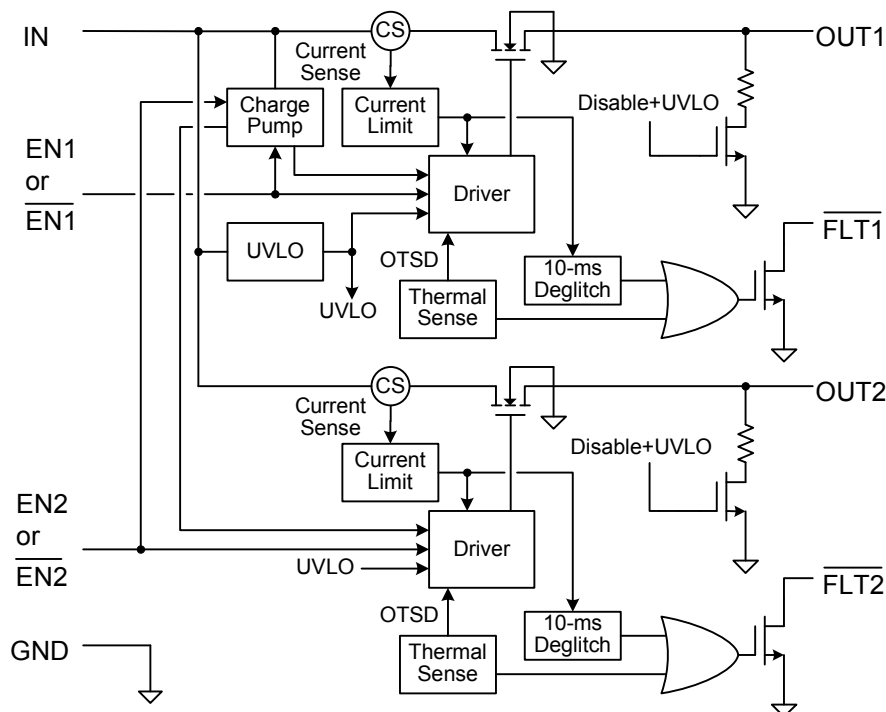 IN
CS
OUT1
Current
Sense
Charge
Pump
Current
Limit
Disable+UVLO
EN1
or
EN1
Driver
FLT1
UVLO
OTSD
10-ms
Deglitch
UVLO
Thermal
Sense
CS
OUT2
Current
Sense
Current
Limit
Disable+UVLO
EN2
or
EN2
Driver
UVLO
FLT2
OTSD
10-ms
Deglitch
GND
Thermal
Sense